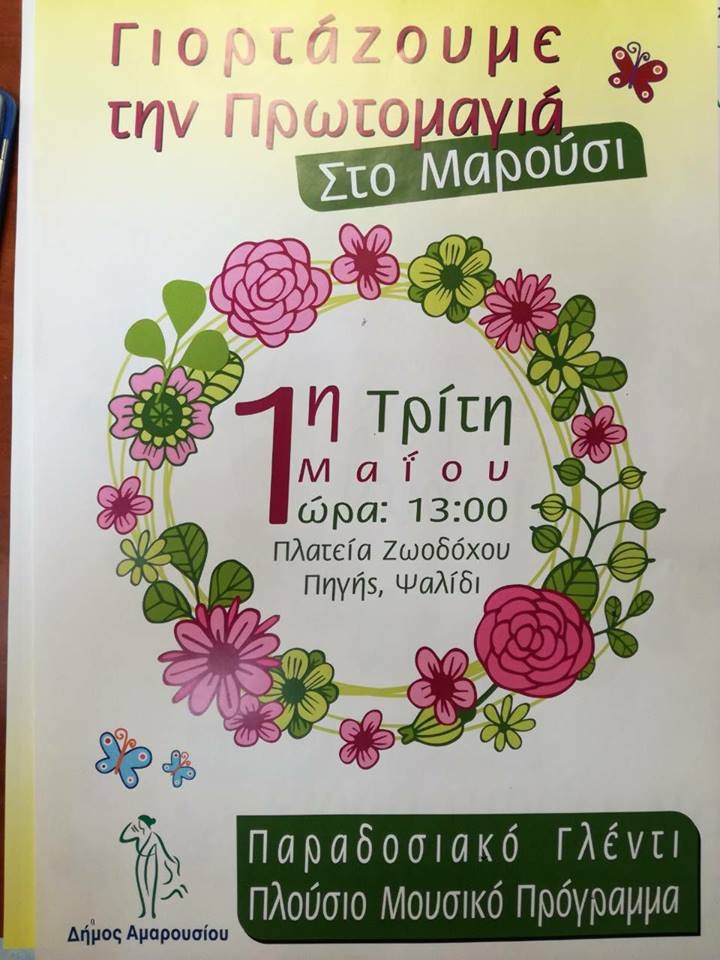 Γιορτάζουμε
την Πρωτομαγιά
Στο Μαρούσι
1η Τρίτη
Μαΐου
ώρα: 13:00
Πλατεία Ζωοδόχου
Πηγής, Ψαλίδι
Παραδοσιακό Γλέντι
Πλούσιο Μουσικό Πρόγραμμα
Δήμος Αμαρουσίου